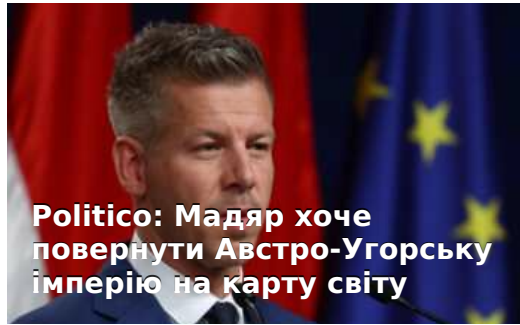 Politico: Мадяр хоче
повернути Австро-Угорську
імперію на карту світу